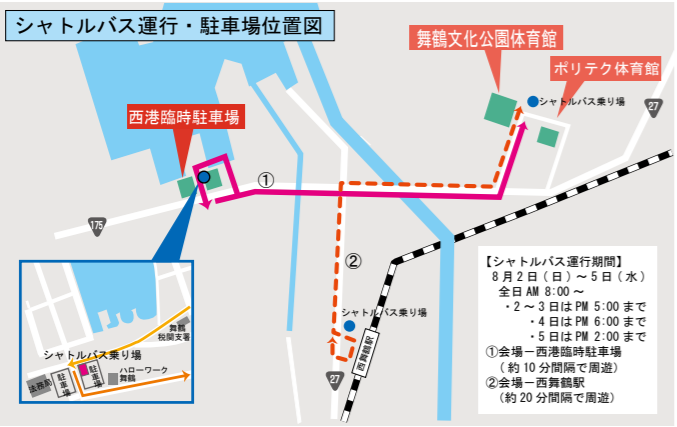 シャトルバス運行・駐車場位置図
舞鶴文化公園体育館
ポリテク体育館
シャトルバス乗り場
27
西港臨時駐車場
①
175
②
シャトルバス乗り場
西舞鶴駅
27
舞鶴
税関支署
シャトルバス乗り場
法務局
駐車場
駐車場
ハローワーク
舞鶴
【シャトルバス運行期間】
8月2日(日)~5日(水)
全日 AM 8:00 ~
・2~3日は PM 5:00 まで
・4日は PM 6:00 まで
・5日は PM 2:00 まで
①会場-西港臨時駐車場
(約10分間隔で周遊)
②会場-西舞鶴駅
(約20分間隔で周遊)